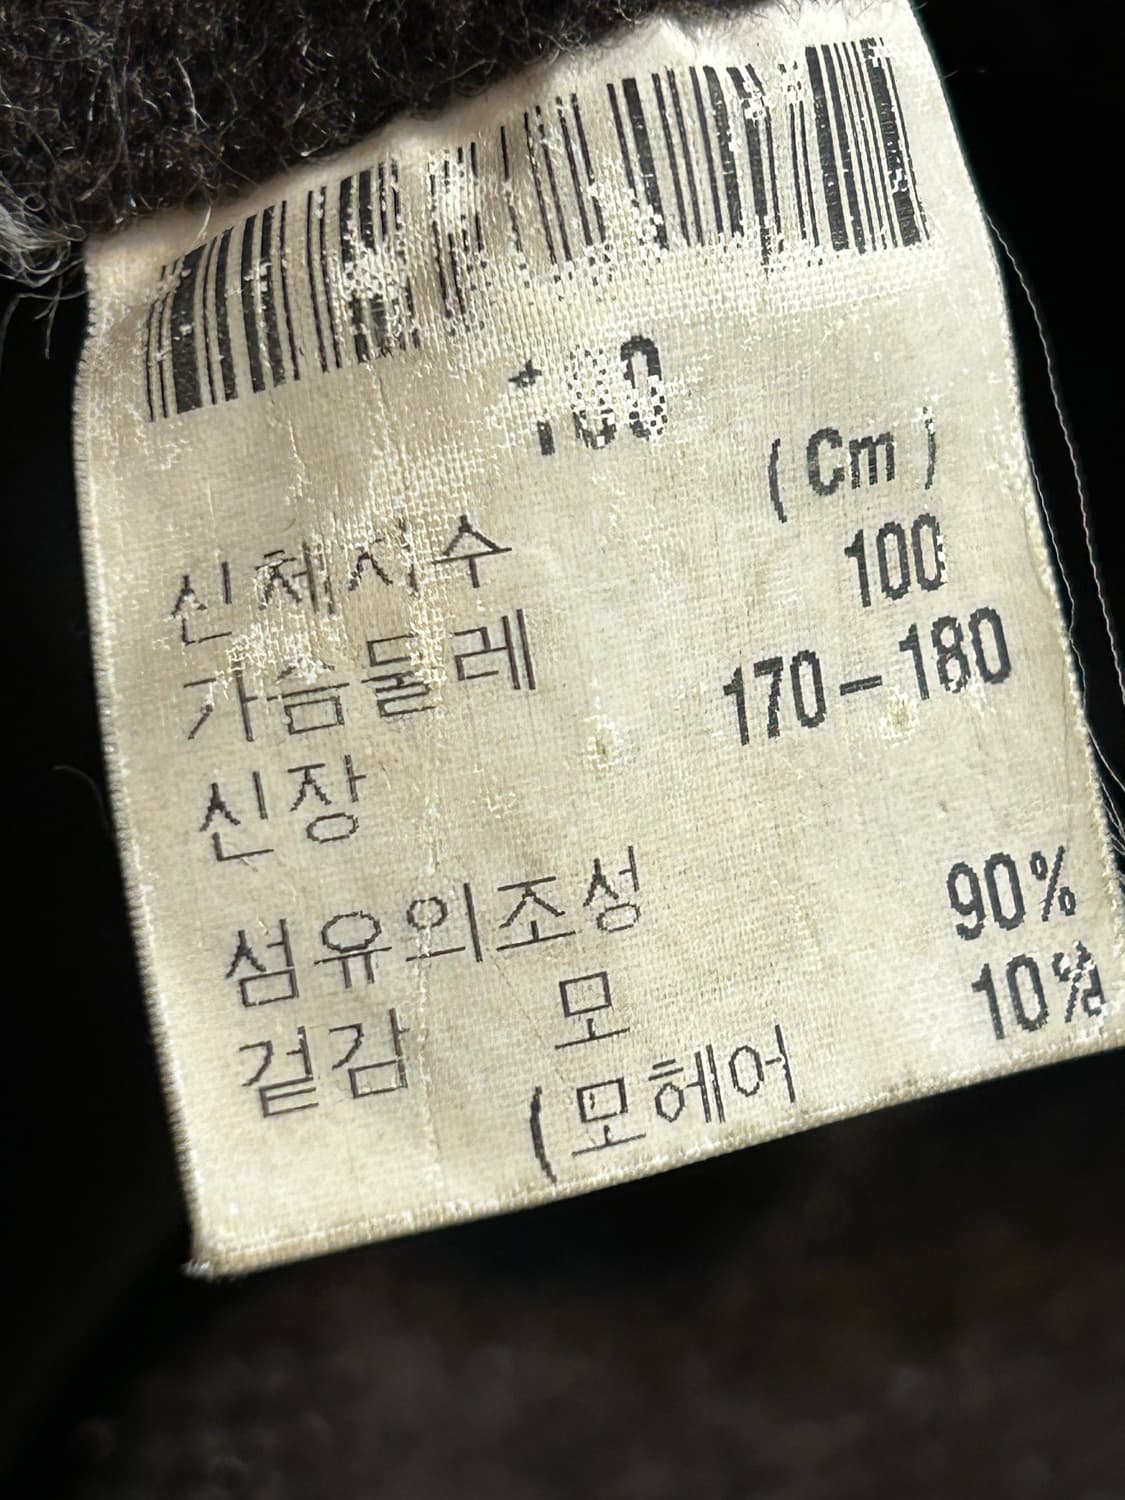 100
(Cm)
신체치수
가슴둘레 100
신장 170-180
섬유의조성
겉감 모 90%
(모헤어 10%